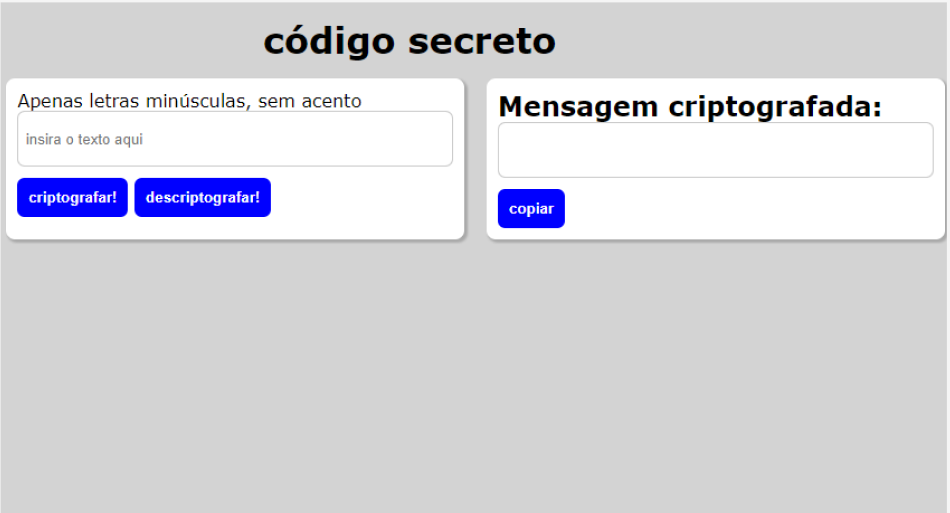 código secreto
Apenas letras minúsculas, sem acento
insira o texto aqui
criptografar! descriptografar!
Mensagem criptografada:
copiar